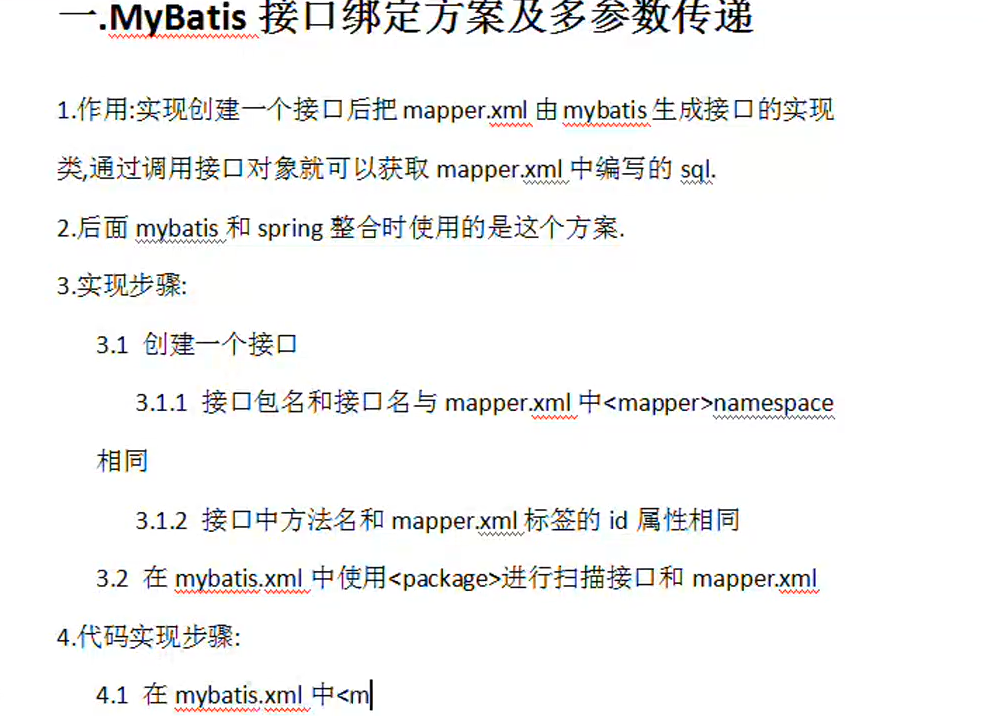 一.MyBatis 接口绑定方案及多参数传递
1.作用:实现创建一个接口后把 mapper.xml 由 mybatis 生成接口的实现
类,通过调用接口对象就可以获取 mapper.xml 中编写的 sql.
2.后面 mybatis 和 spring 整合时使用的是这个方案.
3.实现步骤:
3.1 创建一个接口
3.1.1 接口包名和接口名与 mapper.xml 中<mapper>namespace
相同
3.1.2 接口中方法名和 mapper.xml 标签的 id 属性相同
3.2 在 mybatis.xml 中使用<package>进行扫描接口和 mapper.xml
4.代码实现步骤:
4.1 在 mybatis.xml 中<m